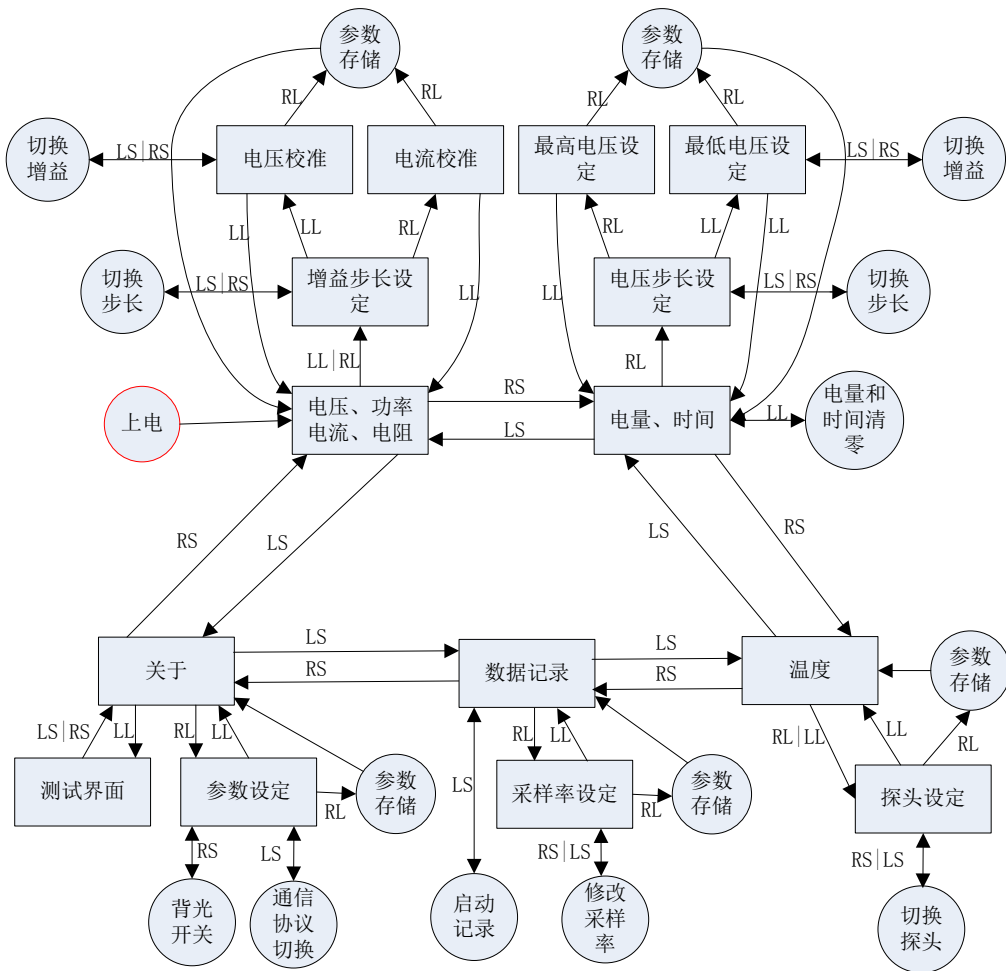 参数
存储
参数
存储
RL
RL
RL
RL
切换
增益
LS|RS
电压校准
电流校准
最高电压设
定
最低电压设
定
LS|RS
切换
增益
LL
LL
RL
RL
LL
LL
切换
步长
LS|RS
增益步长设
定
LL
LL
电压步长设
定
LS|RS
切换
步长
LL|RL
RL
上电
电压、功率
电流、电阻
RS
LS
电量、时间
LL
电量和
时间清
零
RS
LS
LS
RS
关于
LS
RS
数据记录
LS
RS
温度
参数
存储
LS|RS
LL
RL
LL
RL
LL
RL|LL
LL
RL
测试界面
参数设定
RL
参数
存储
LS
采样率设定
RL
参数
存储
探头设定
RS
LS
RS|LS
RS|LS
背光
开关
通信
协议
切换
启动
记录
修改
采样
率
切换
探头